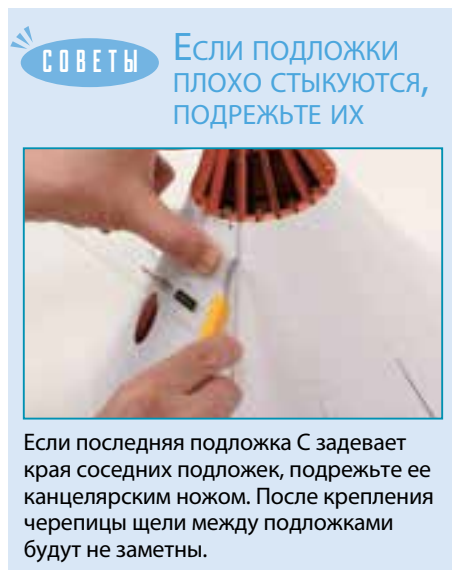 СОВЕТЫ
Если подложки
плохо стыкуются,
подрежьте их
Если последняя подложка С задевает
края соседних подложек, подрежьте ее
канцелярским ножом. После крепления
черепицы щели между подложками
будут не заметны.